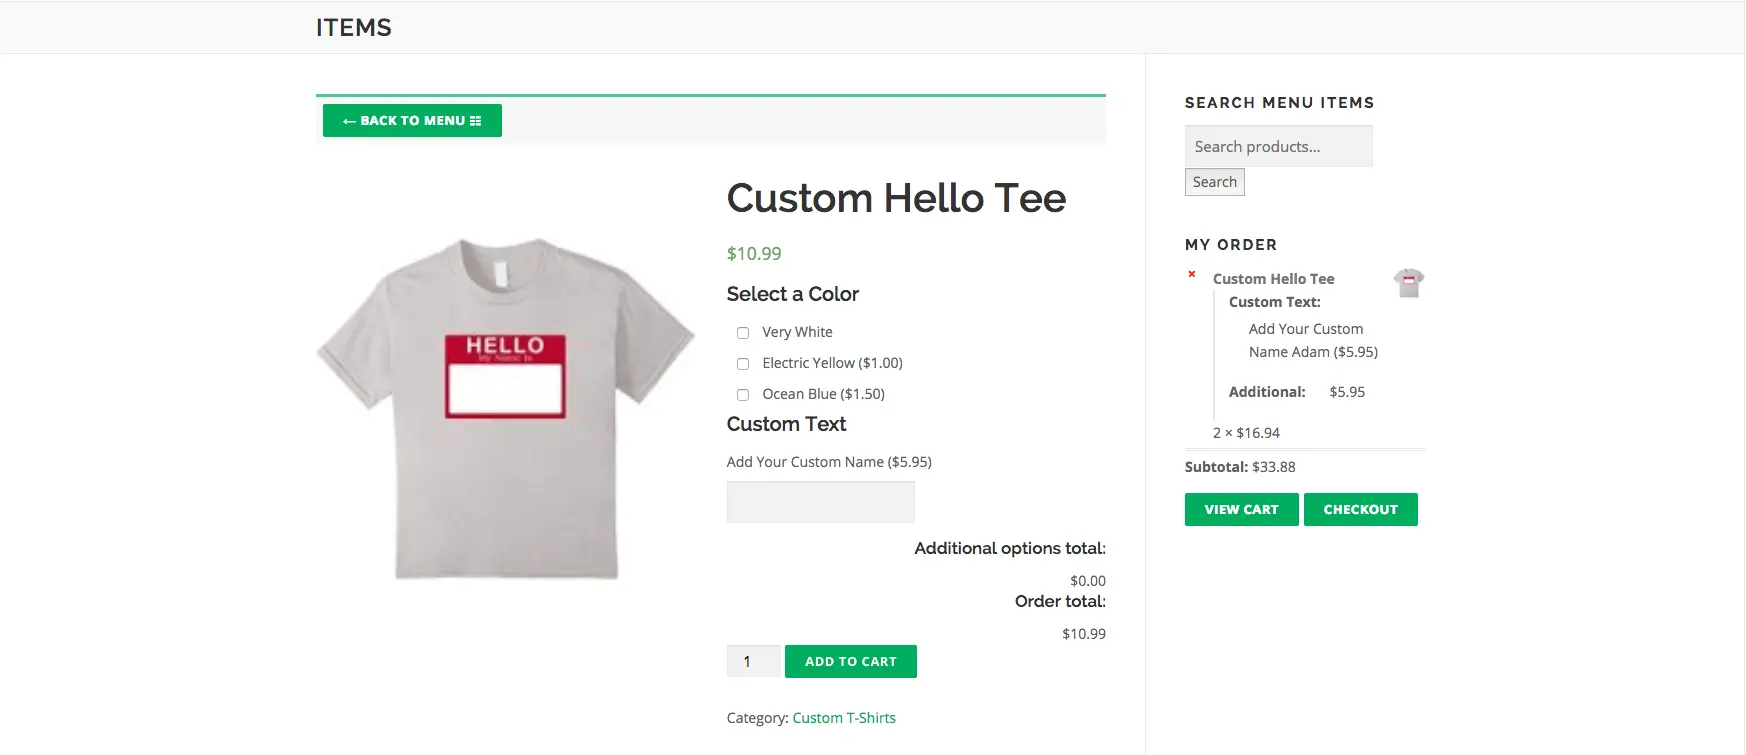 ITEMS
← BACK TO MENU
Custom Hello Tee
$10.99
Select a Color
Very White
Electric Yellow ($1.00)
Ocean Blue ($1.50)
Custom Text
Add Your Custom Name ($5.95)
Additional options total:
$0.00
Order total:
$10.99
1
ADD TO CART
Category: Custom T-Shirts
HELLO
My Name Is
SEARCH MENU ITEMS
Search products...
Search
MY ORDER
× Custom Hello Tee
Custom Text:
Add Your Custom
Name Adam ($5.95)
Additional: $5.95
2 × $16.94
Subtotal: $33.88
VIEW CART
CHECKOUT